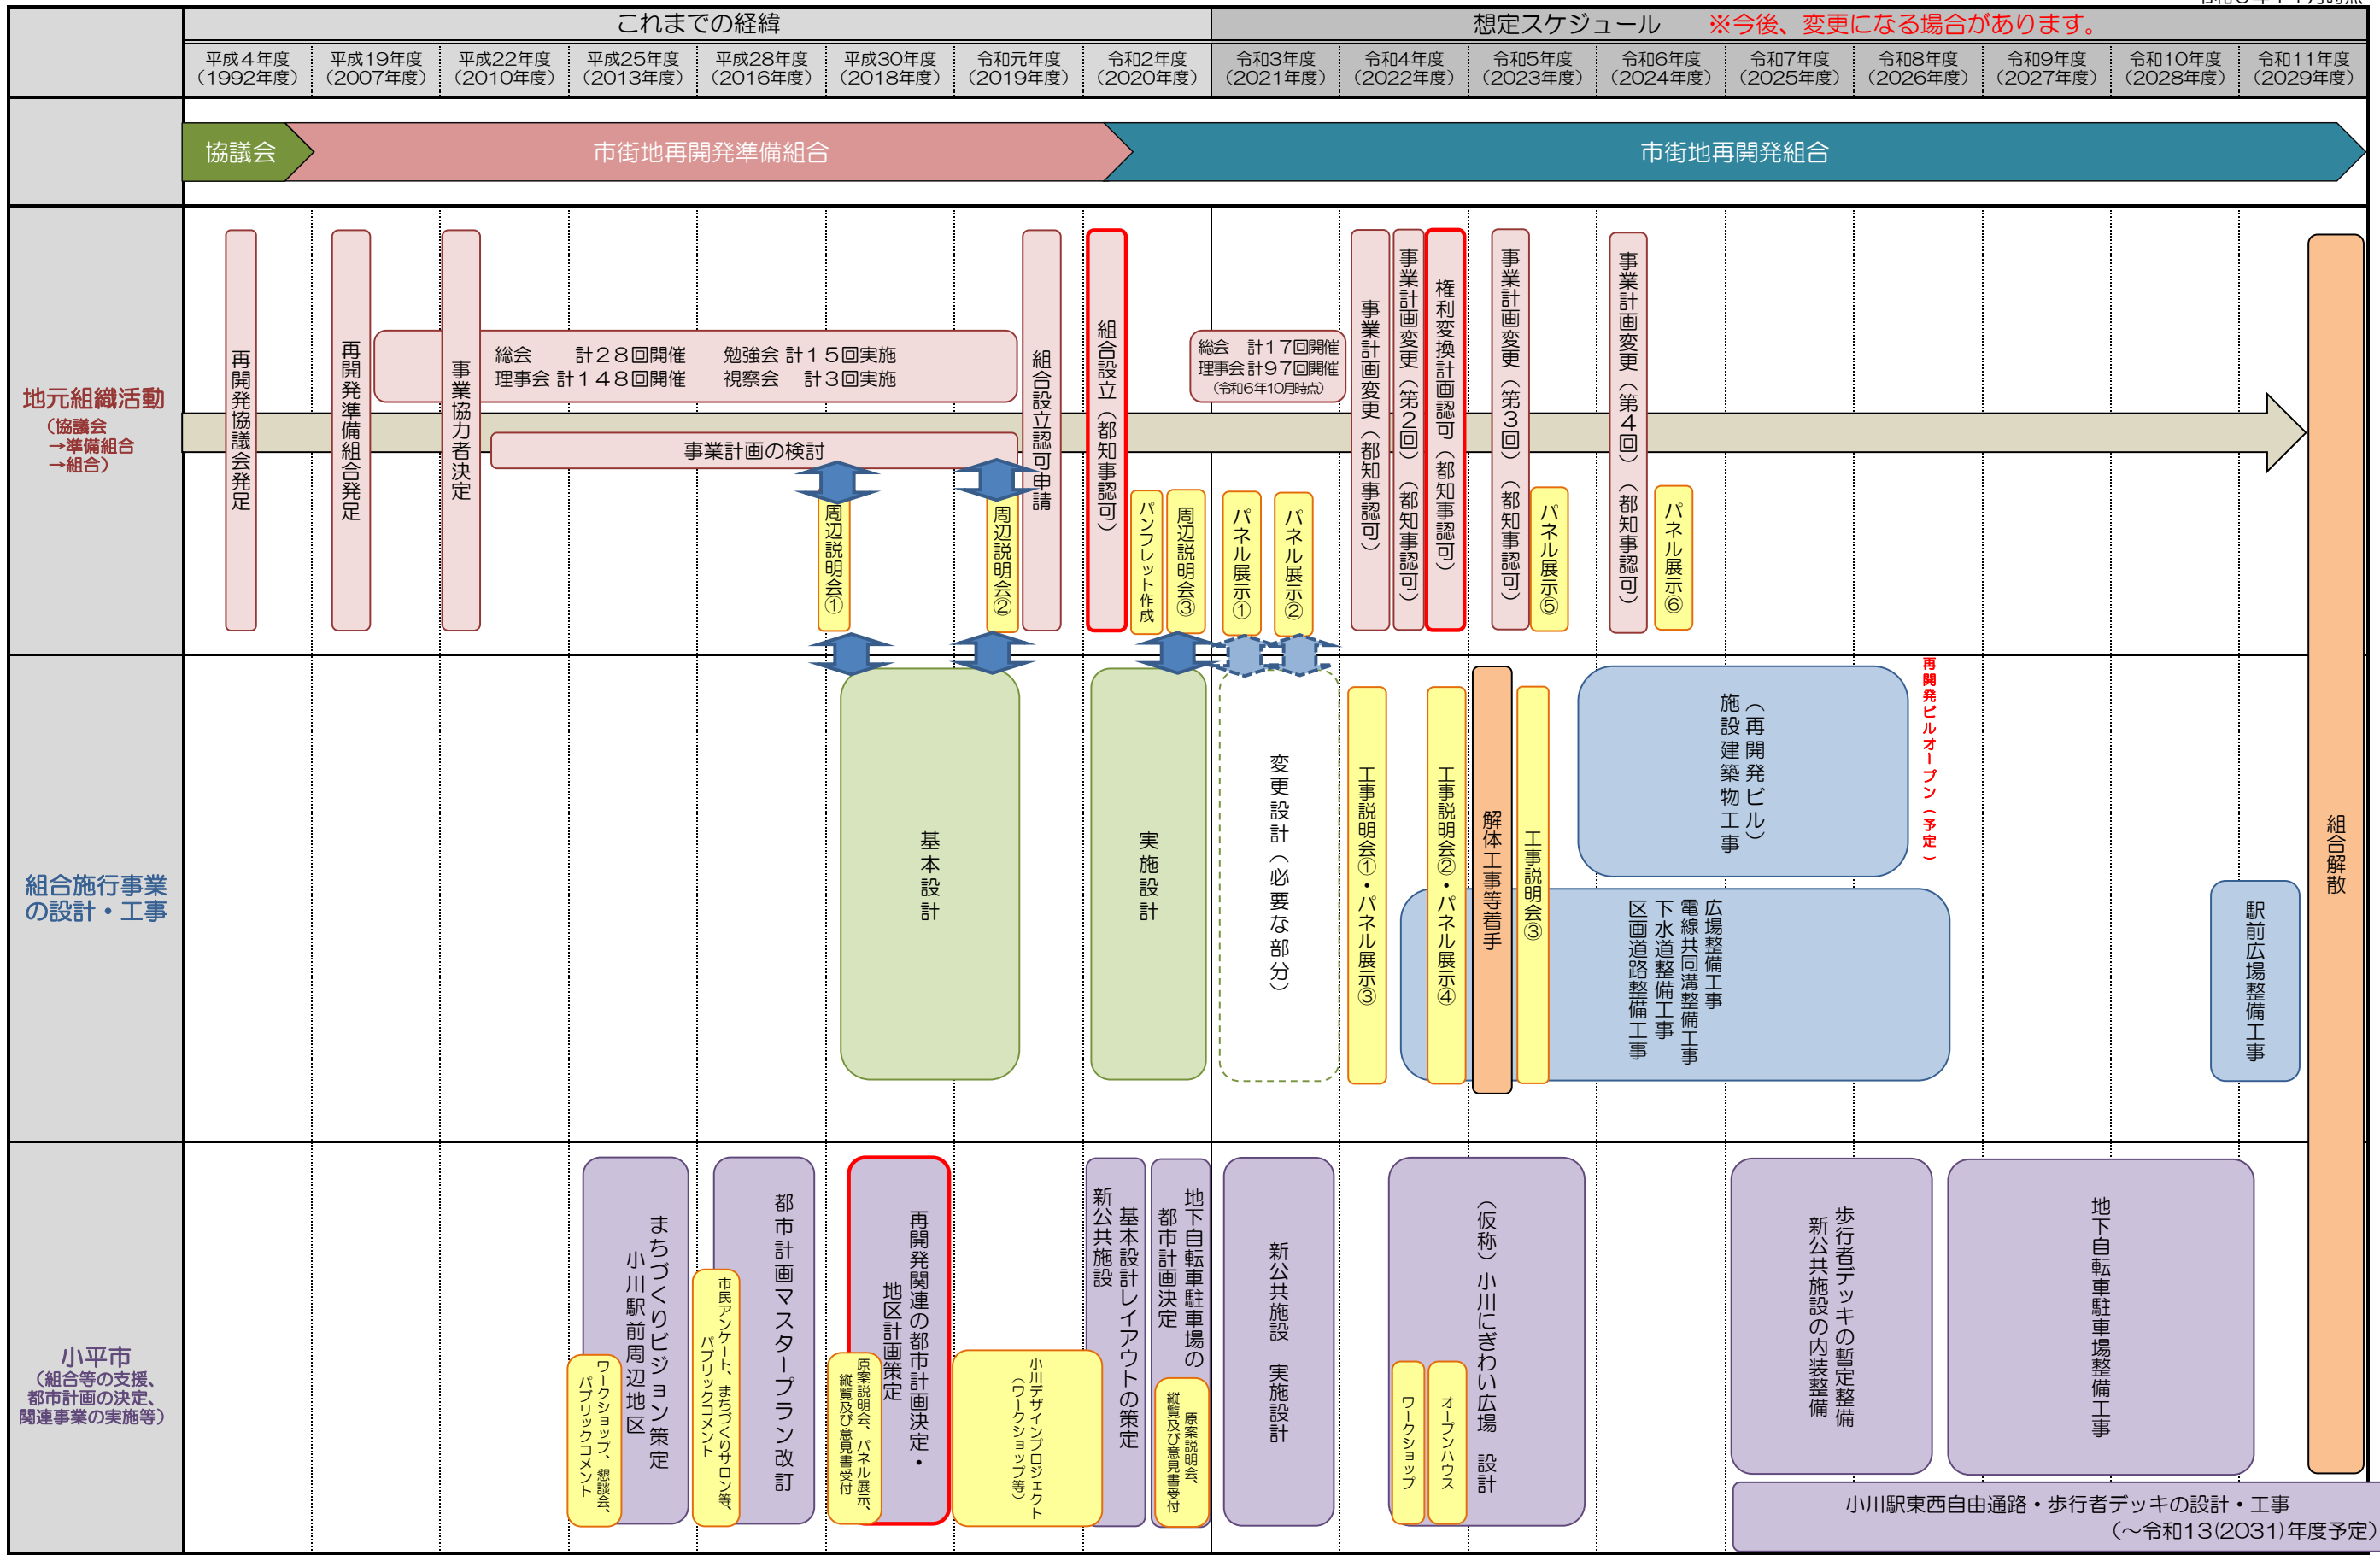 これまでの経緯
想定スケジュール ※今後、変更になる場合があります。
平成4年度
(1992年度)
平成19年度
(2007年度)
平成22年度
(2010年度)
平成25年度
(2013年度)
平成28年度
(2016年度)
平成30年度
(2018年度)
令和元年度
(2019年度)
令和2年度
(2020年度)
令和3年度
(2021年度)
令和4年度
(2022年度)
令和5年度
(2023年度)
令和6年度
(2024年度)
令和7年度
(2025年度)
令和8年度
(2026年度)
令和9年度
(2027年度)
令和10年度
(2028年度)
令和11年度
(2029年度)
協議会
市街地再開発準備組合
市街地再開発組合
地元組織活動
(協議会
→準備組合
→組合)
再開発協議会発足
再開発準備組合発足
事業協力者決定
総会 計28回開催 勉強会 計15回実施
理事会 計148回開催 視察会 計3回実施
事業計画の検討
周辺説明会①
周辺説明会②
組合設立認可申請
組合設立(都知事認可)
パンフレット作成
周辺説明会③
総会 計17回開催
理事会 計97回開催
(令和6年10月時点)
パネル展示①
パネル展示②
事業計画変更(都知事認可)
事業計画変更(第2回)(都知事認可)
権利変換計画認可(都知事認可)
事業計画変更(第3回)(都知事認可)
パネル展示⑤
事業計画変更(第4回)(都知事認可)
パネル展示⑥
組合解散
組合施行事業
の設計・工事
基本設計
実施設計
変更設計(必要な部分)
工事説明会①・パネル展示③
工事説明会②・パネル展示④
解体工事等着手
工事説明会③
(再開発ビル)
施設建築物工事
再開発ビルオープン(予定)
広場整備工事
電線共同溝整備工事
下水道整備工事
区画道路整備工事
駅前広場整備工事
小平市
(組合等の支援、
都市計画の決定、
関連事業の実施等)
まちづくりビジョン策定
小川駅前周辺地区
ワークショップ、懇談会、
パブリックコメント
都市計画マスタープラン改訂
市民アンケート、まちづくりサロン等、
パブリックコメント
再開発関連の都市計画決定・
地区計画策定
原案説明会、パネル展示、
縦覧及び意見書受付
小川デザインプロジェクト
(ワークショップ等)
新公共施設
基本設計レイアウトの策定
地下自転車駐車場の
都市計画決定
原案説明会、
縦覧及び意見書受付
新公共施設 実施設計
(仮称)小川にぎわい広場 設計
ワークショップ
オープンハウス
歩行者デッキの暫定整備
新公共施設の内装整備
地下自転車駐車場整備工事
小川駅東西自由通路・歩行者デッキの設計・工事
(~令和13(2031)年度予定)